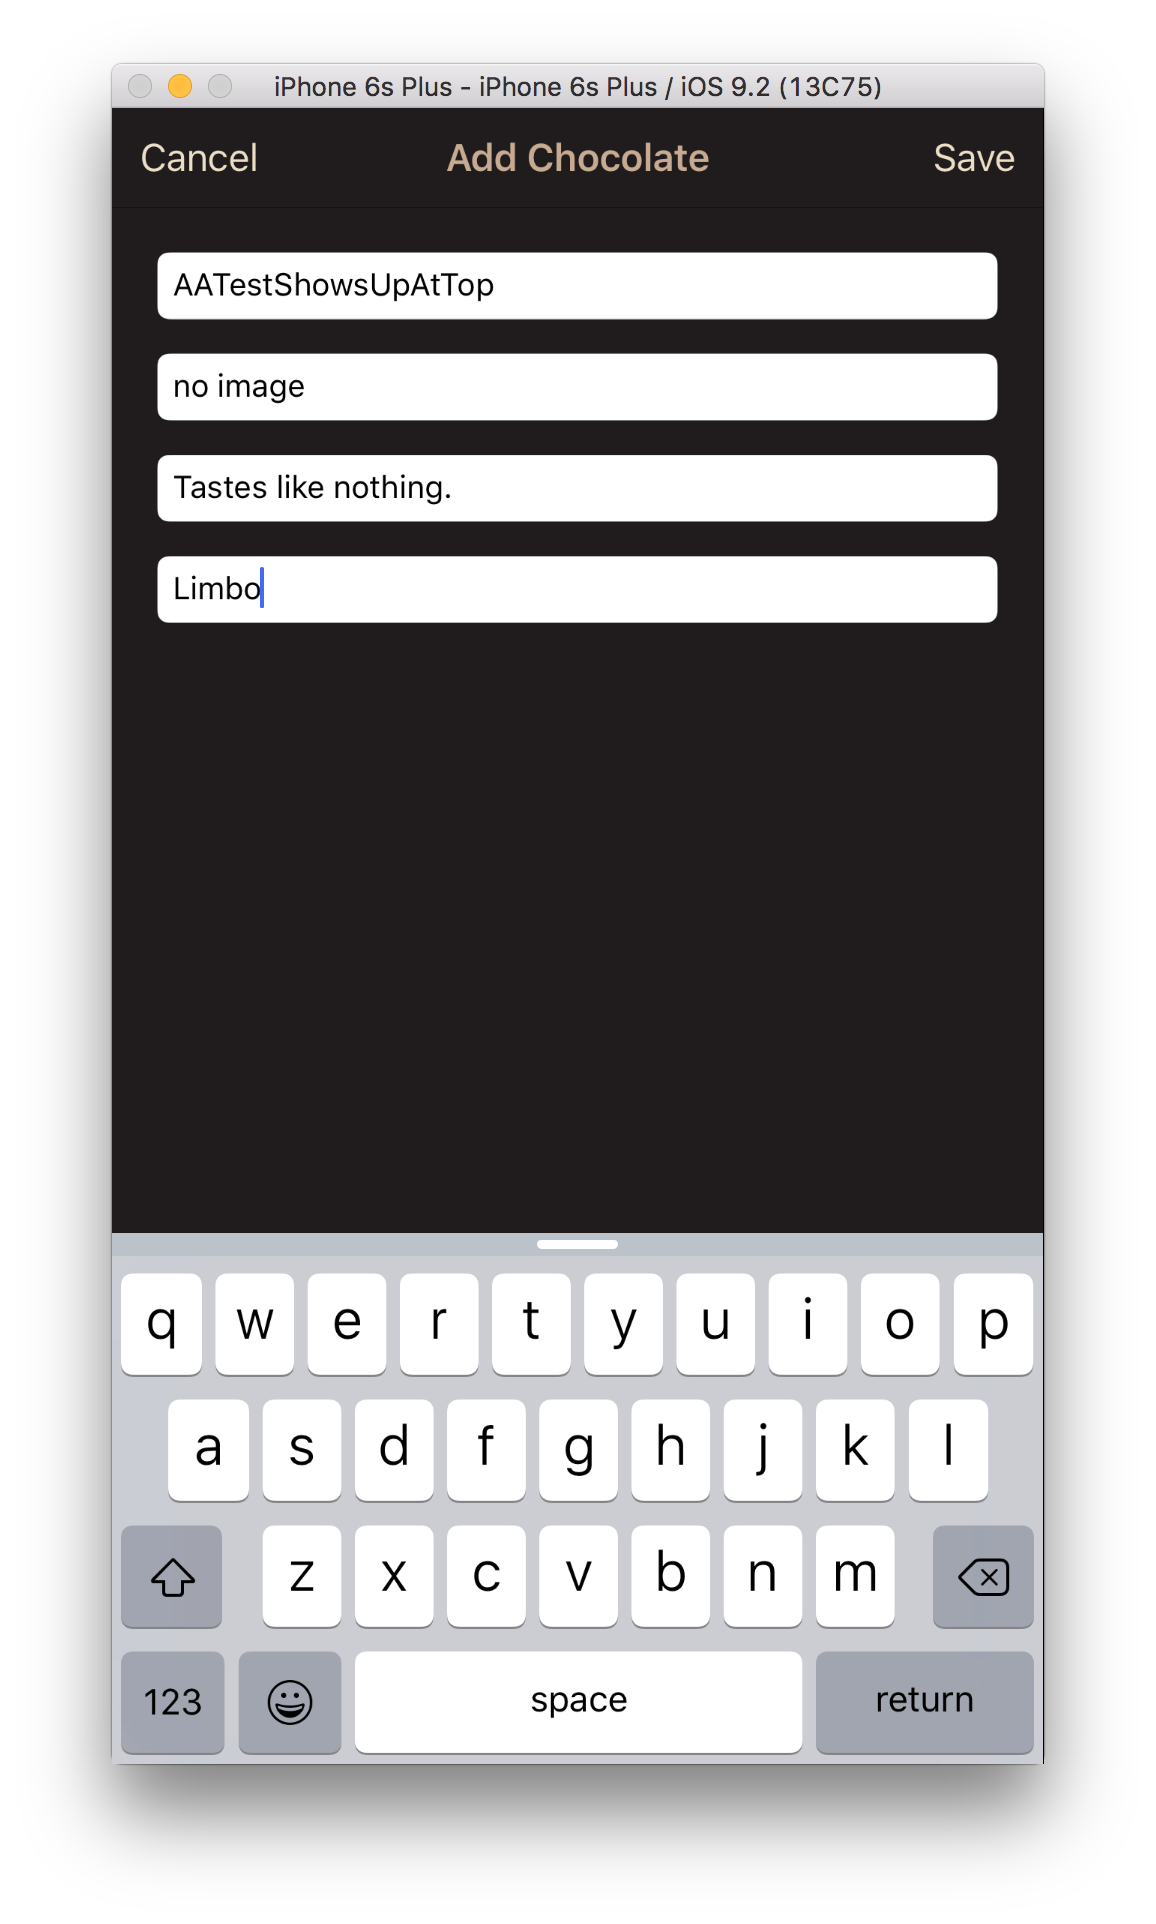 iPhone 6s Plus - iPhone 6s Plus / iOS 9.2 (13C75)
Cancel Add Chocolate Save
AATestShowsUpAtTop
no image
Tastes like nothing.
Limbo
q w e r t y u i o p
a s d f g h j k l
z x c v b n m
123 space return